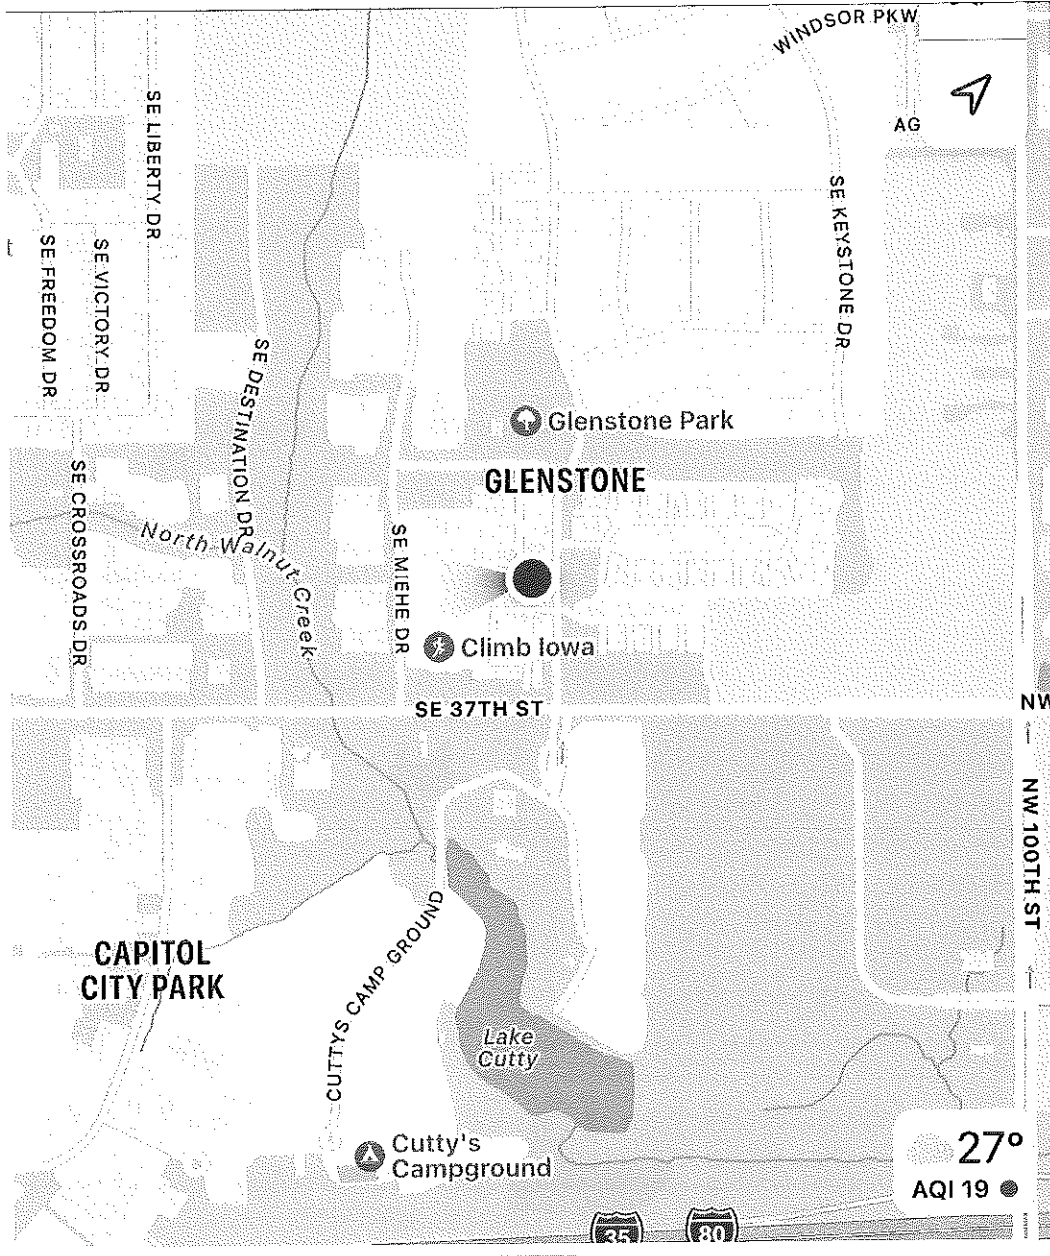 WINDSOR PKW
AG
SE LIBERTY DR
SE FREEDOM DR
SE VICTORY DR
SE KEYSTONE DR
SE DESTINATION DR
Glenstone Park
GLENSTONE
SE CROSSROADS DR
North Walnut Creek
SE MIEHE DR
Climb Iowa
SE 37TH ST
NW
NW 100TH ST
CUTTYS CAMP GROUND
CAPITOL
CITY PARK
Lake
Cutty
Cutty's
Campground
27°
AQI 19
35
80